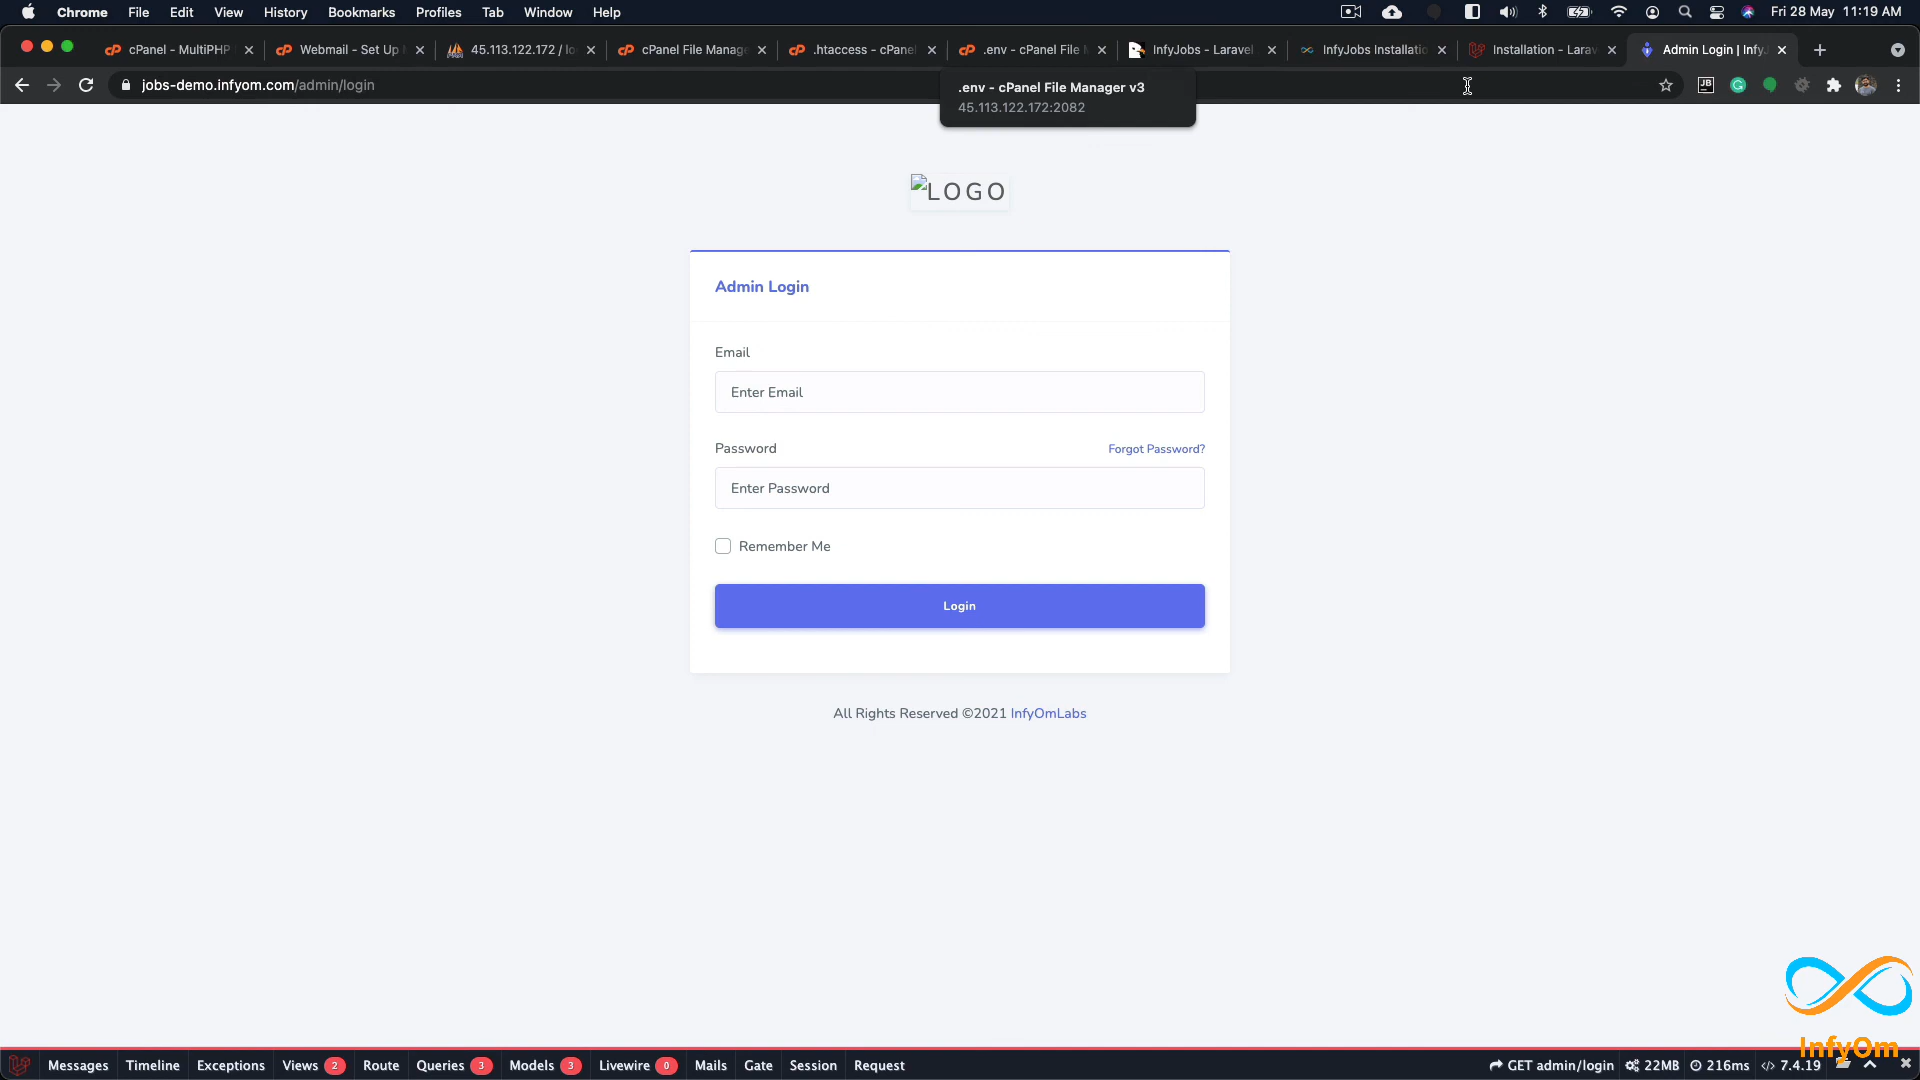 Chrome File Edit View History Bookmarks Profiles Tab Window Help Fri 28 May 11:19 AM
cPanel - MultiPHP Webmail - Set Up 45.113.122.172 / lo cPanel File Manage .htaccess - cPanel .env - cPanel File InfyJobs - Laravel InfyJobs Installatio Installation - Larav Admin Login | InfyJ
jobs-demo.infyom.com/admin/login
.env - cPanel File Manager v3
45.113.122.172:2082
LOGO
Admin Login
Email
Enter Email
Password Forgot Password?
Enter Password
Remember Me
Login
All Rights Reserved ©2021 InfyOmLabs
InfyOm
Messages Timeline Exceptions Views 2 Route Queries 3 Models 3 Livewire 0 Mails Gate Session Request GET admin/login 22MB 216ms 7.4.19